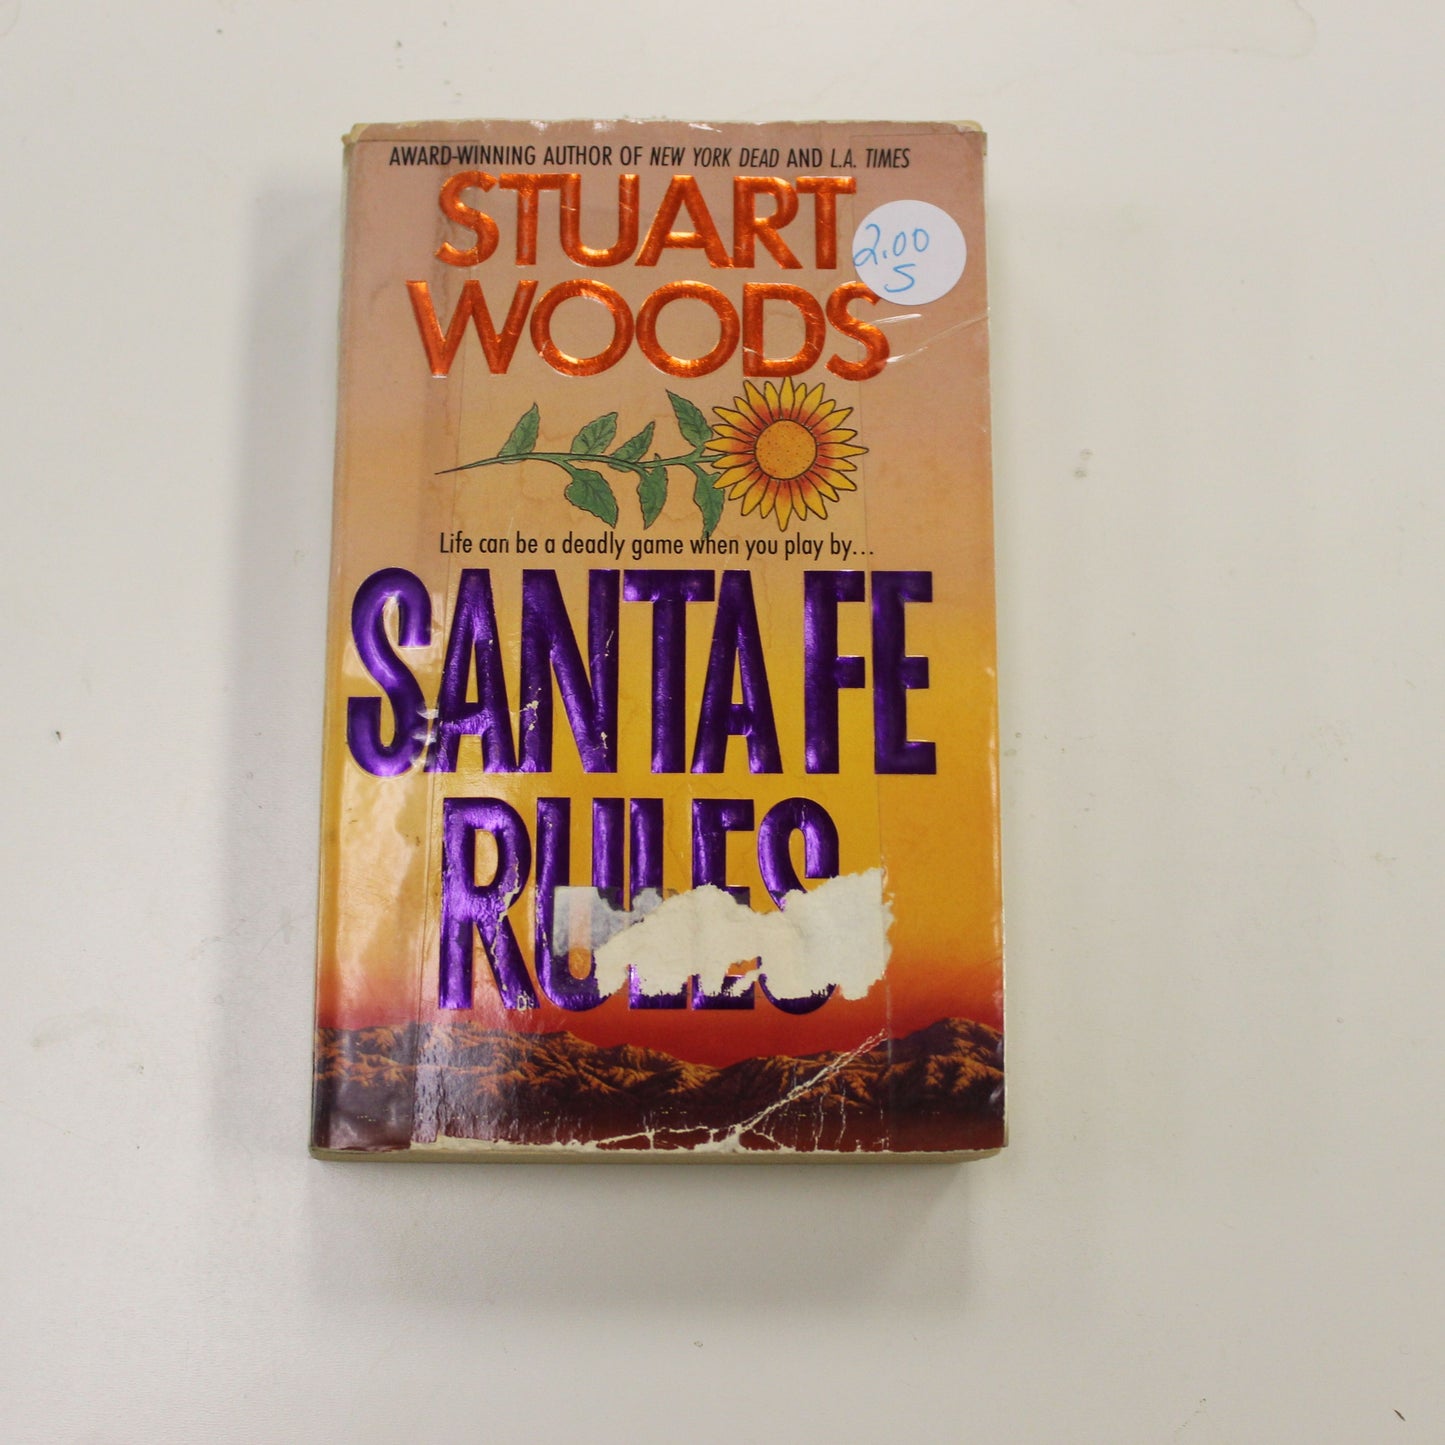 AWARD-WINNING AUTHOR OF NEW YORK DEAD AND L.A. TIMES
STUART
WOODS
2.00
S
Life can be a deadly game when you play by...
SANTA FE
RULES